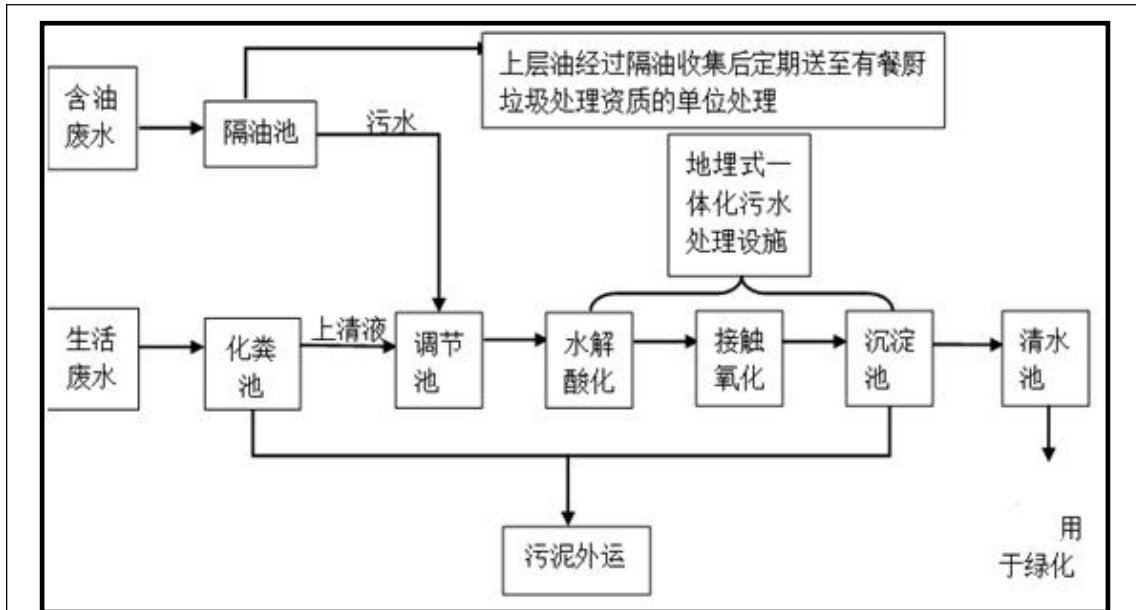 上层油经过隔油收集后定期送至有餐厨
垃圾处理资质的单位处理
含油
废水
隔油池
污水
地埋式一
体化污水
处理设施
生活
废水
化粪
池
上清液
调节
池
水解
酸化
接触
氧化
沉淀
池
清水
池
污泥外运
用
于绿化